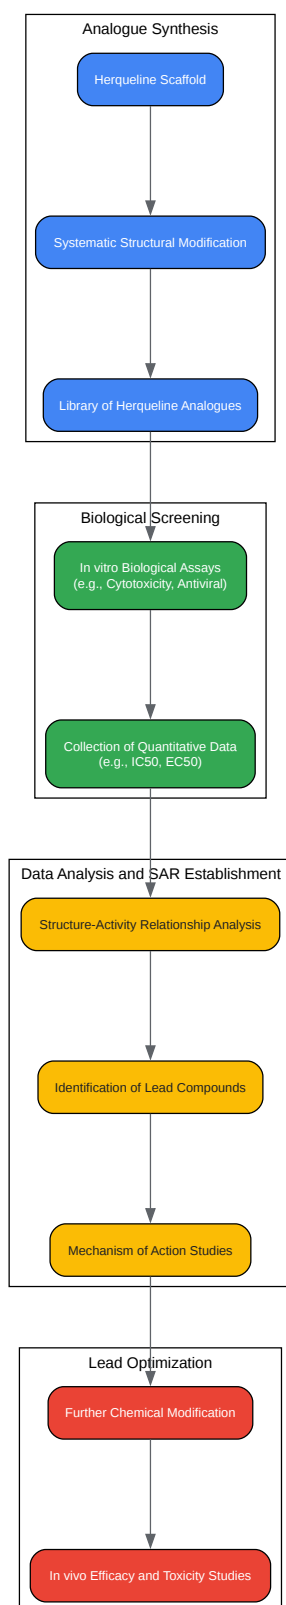 Analogue Synthesis
Herqueline Scaffold
Systematic Structural Modification
Library of Herqueline Analogues
Biological Screening
In vitro Biological Assays
(e.g., Cytotoxicity, Antiviral)
Collection of Quantitative Data
(e.g., IC50, EC50)
Data Analysis and SAR Establishment
Structure-Activity Relationship Analysis
Identification of Lead Compounds
Mechanism of Action Studies
Lead Optimization
Further Chemical Modification
In vivo Efficacy and Toxicity Studies